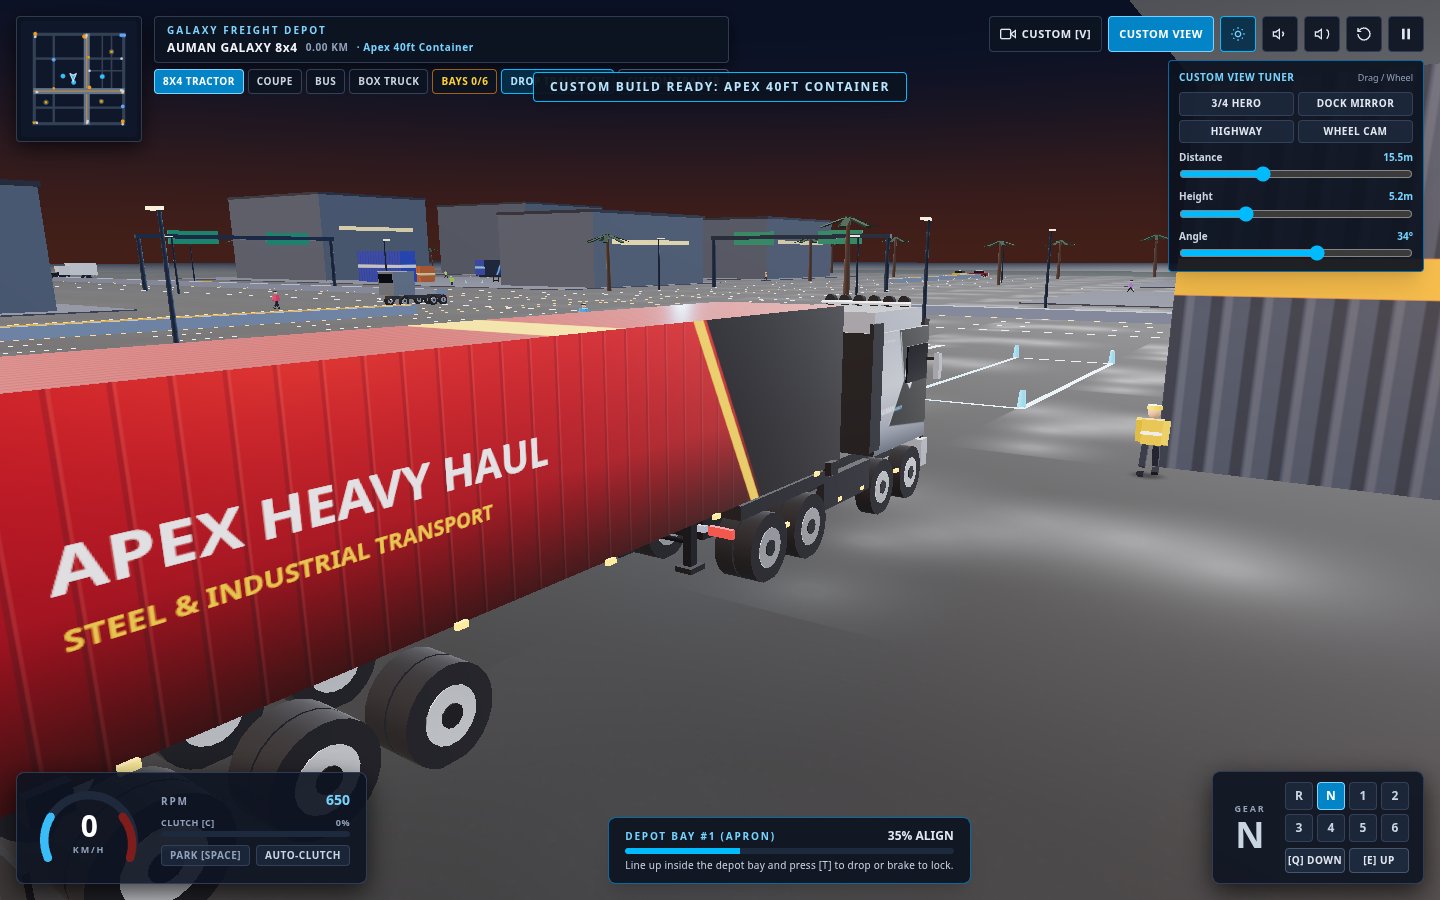 GALAXY FREIGHT DEPOT
AUMAN GALAXY 8x4 0.00 KM · Apex 40ft Container
8X4 TRACTOR COUPE BUS BOX TRUCK BAYS 0/6
CUSTOM BUILD READY: APEX 40FT CONTAINER
CUSTOM [V] CUSTOM VIEW
CUSTOM VIEW TUNER Drag / Wheel
3/4 HERO DOCK MIRROR
HIGHWAY WHEEL CAM
Distance 15.5m
Height 5.2m
Angle 34°
APEX HEAVY HAUL
STEEL & INDUSTRIAL TRANSPORT
0
KM/H
RPM 650
CLUTCH [C] 0%
PARK [SPACE] AUTO-CLUTCH
DEPOT BAY #1 (APRON) 35% ALIGN
Line up inside the depot bay and press [T] to drop or brake to lock.
GEAR
N
R N 1 2
3 4 5 6
[Q] DOWN [E] UP